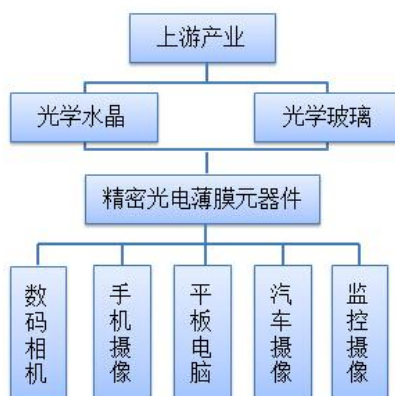 上游产业
光学水晶
光学玻璃
精密光电薄膜元器件
数码相机
手机摄像
平板电脑
汽车摄像
监控摄像